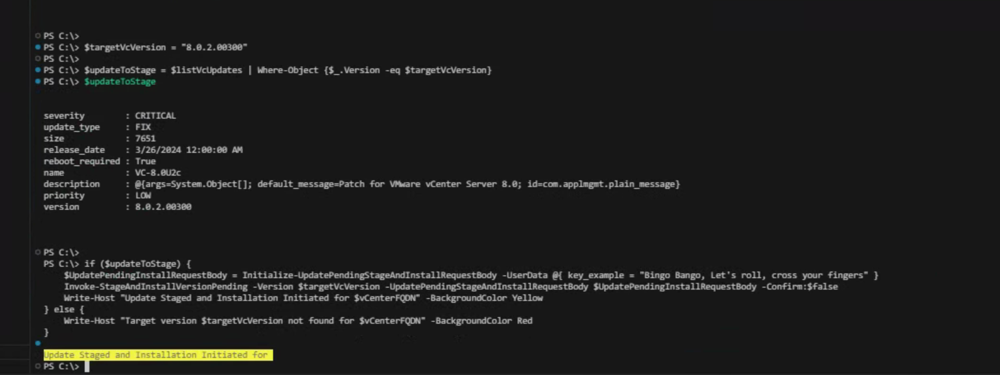 PS C:\>
PS C:\> $targetVcVersion = "8.0.2.00300"
PS C:\>
PS C:\> $updateToStage = $listVcUpdates | Where-Object {$_.Version -eq $targetVcVersion}
PS C:\> $updateToStage
severity : CRITICAL
update_type : FIX
size : 7651
release_date : 3/26/2024 12:00:00 AM
reboot_required : True
name : VC-8.0U2c
description : @{args=System.Object[]; default_message=Patch for VMware vCenter Server 8.0; id=com.applmgmt.plain_message}
priority : LOW
version : 8.0.2.00300
PS C:\>
PS C:\> if ($updateToStage) {
$UpdatePendingInstallRequestBody = Initialize-UpdatePendingStageAndInstallRequestBody -UserData @{ key_example = "Bingo Bango, Let's roll, cross your fingers" }
Invoke-StageAndInstallVersionPending -Version $targetVcVersion -UpdatePendingStageAndInstallRequestBody $UpdatePendingInstallRequestBody -Confirm:$false
Write-Host "Update Staged and Installation Initiated for $vCenterFQDN" -BackgroundColor Yellow
} else {
Write-Host "Target version $targetVcVersion not found for $vCenterFQDN" -BackgroundColor Red
}
Update Staged and Installation Initiated for
PS C:\>